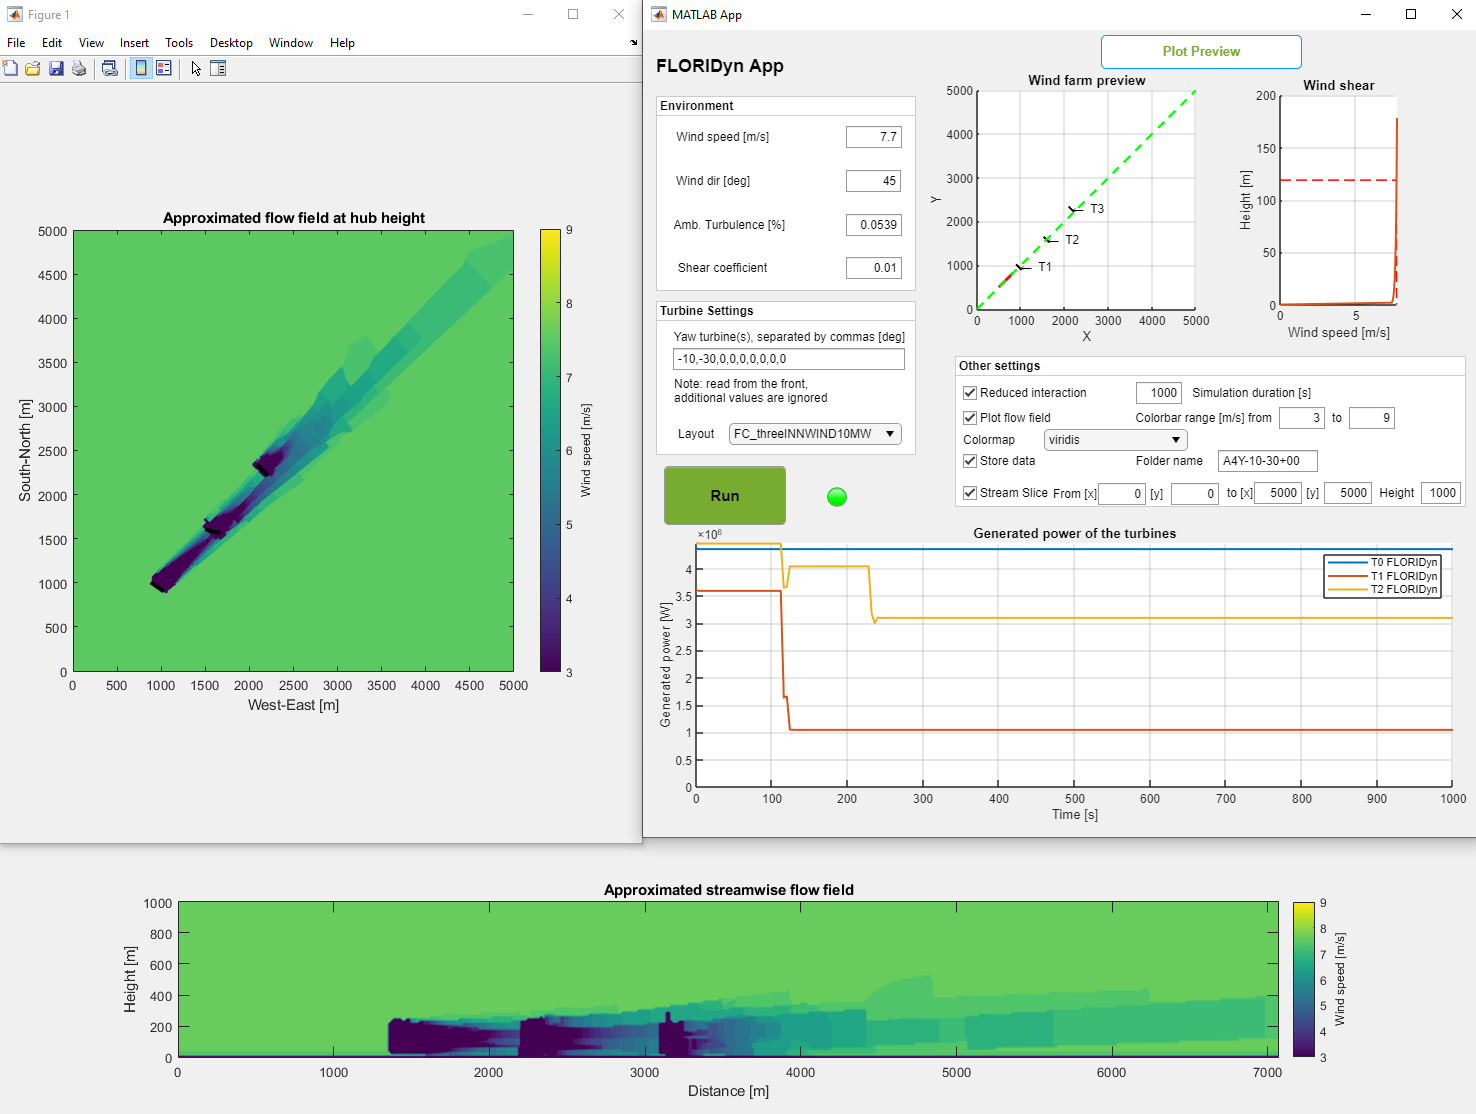 Figure 1
File Edit View Insert Tools Desktop Window Help
Approximated flow field at hub height
5000
4500
4000
3500
3000
2500
2000
1500
1000
500
0
South-North [m]
0 500 1000 1500 2000 2500 3000 3500 4000 4500 5000
West-East [m]
9
8
7
6
5
4
3
Wind speed [m/s]
MATLAB App
FLORIDyn App
Plot Preview
Environment
Wind speed [m/s] 7.7
Wind dir [deg] 45
Amb. Turbulence [%] 0.0539
Shear coefficient 0.01
Turbine Settings
Yaw turbine(s), separated by commas [deg]
-10,-30,0,0,0,0,0,0,0
Note: read from the front,
additional values are ignored
Layout FC_threeINNWIND10MW
Run
Wind farm preview
5000
4000
3000
2000
1000
0
Y
T3
T2
T1
0 1000 2000 3000 4000 5000
X
Wind shear
200
150
100
50
0
Height [m]
0 5
Wind speed [m/s]
Other settings
Reduced interaction 1000 Simulation duration [s]
Plot flow field Colorbar range [m/s] from 3 to 9
Colormap viridis
Store data Folder name A4Y-10-30+00
Stream Slice From [x] 0 [y] 0 to [x] 5000 [y] 5000 Height 1000
×10⁶
Generated power of the turbines
4
3.5
3
2.5
2
1.5
1
0.5
0
Generated power [W]
T0 FLORIDyn
T1 FLORIDyn
T2 FLORIDyn
0 100 200 300 400 500 600 700 800 900 1000
Time [s]
Approximated streamwise flow field
1000
800
600
400
200
0
Height [m]
0 1000 2000 3000 4000 5000 6000 7000
Distance [m]
9
8
7
6
5
4
3
Wind speed [m/s]